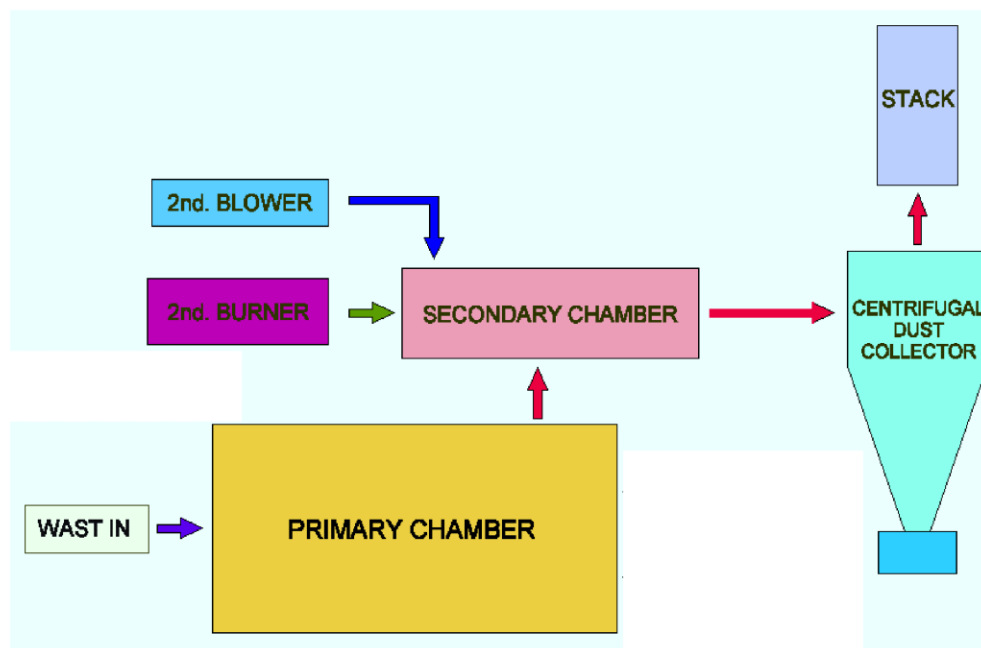 STACK
2nd. BLOWER
2nd. BURNER
SECONDARY CHAMBER
CENTRIFUGAL
DUST
COLLECTOR
WAST IN
PRIMARY CHAMBER